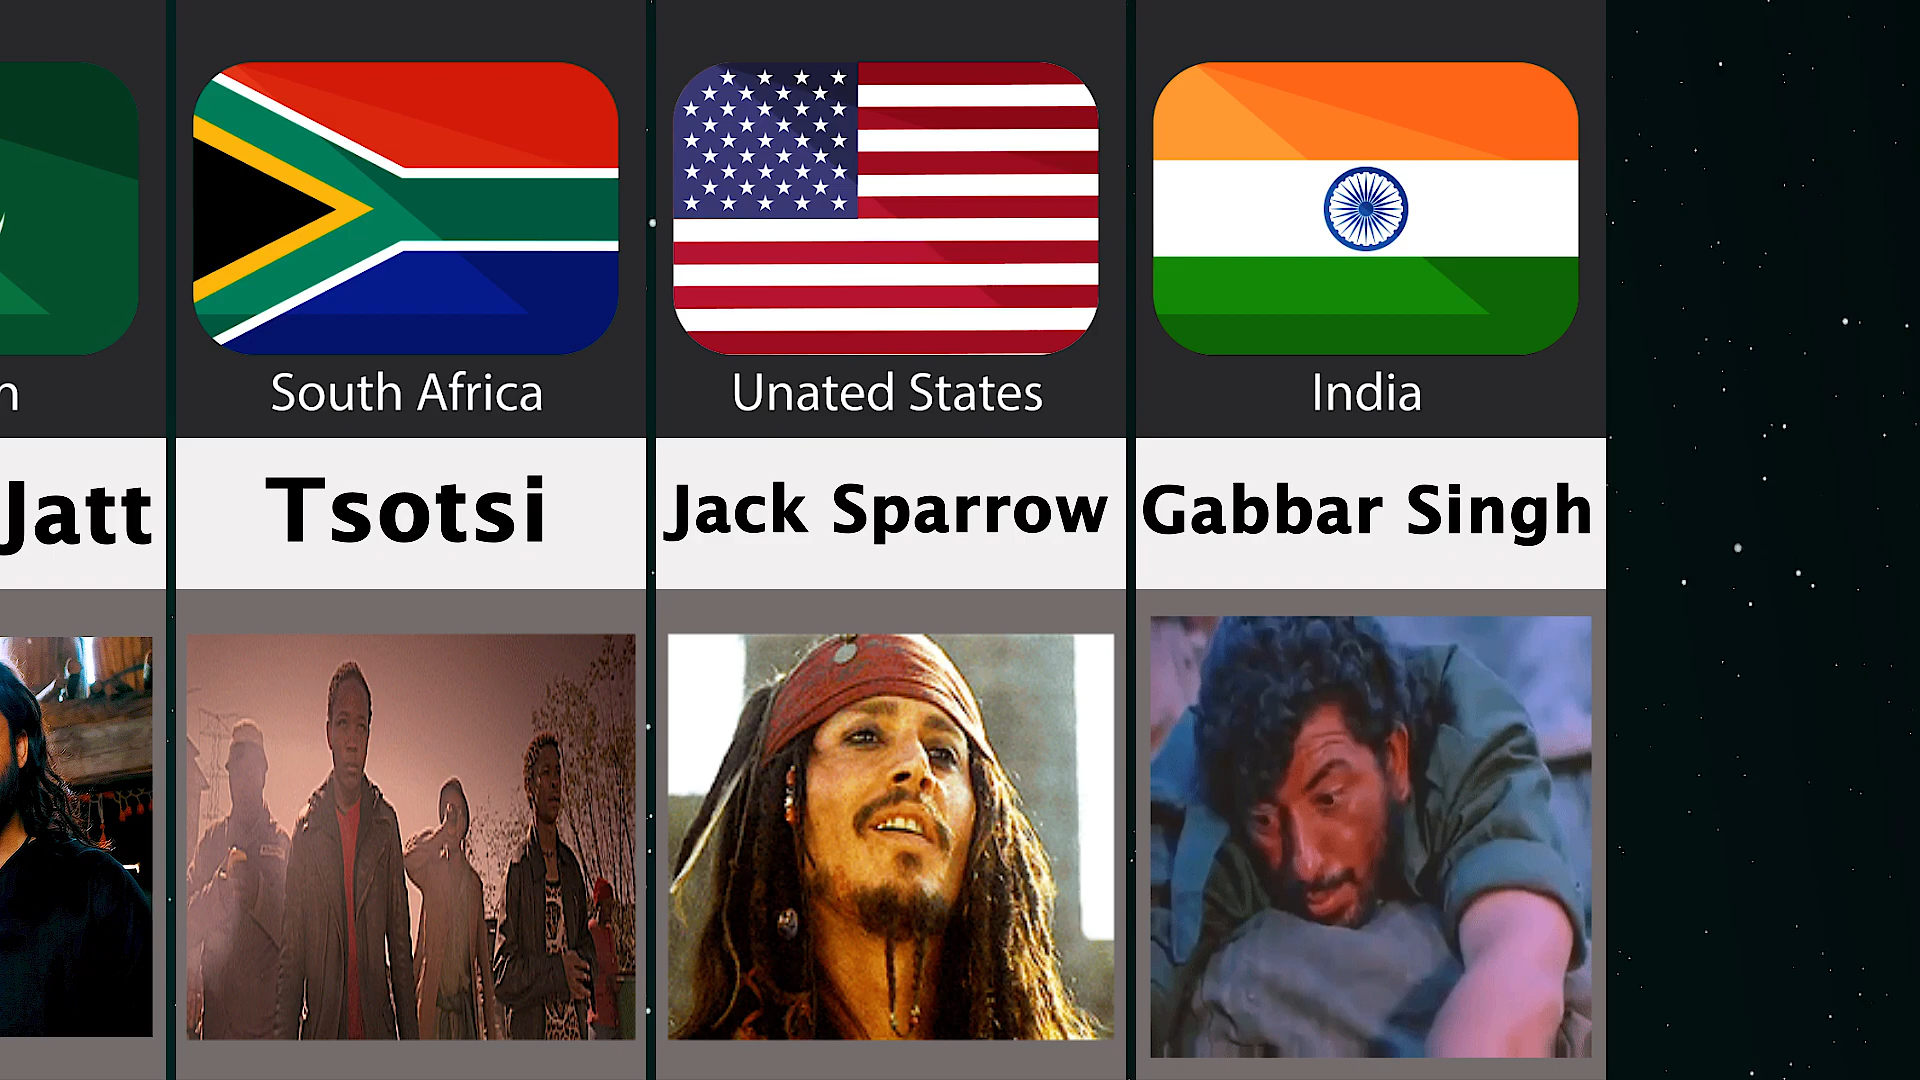 n
South Africa
Unated States
India
Jatt
Tsotsi
Jack Sparrow
Gabbar Singh